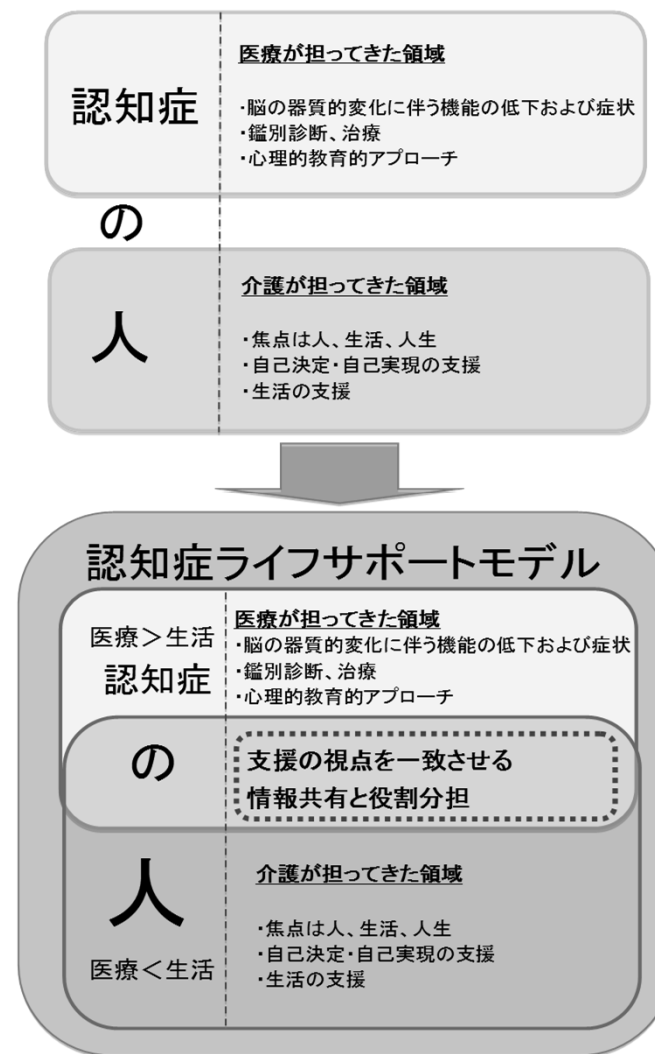 認知症
医療が担ってきた領域
・脳の器質的変化に伴う機能の低下および症状
・鑑別診断、治療
・心理的教育的アプローチ
の
人
介護が担ってきた領域
・焦点は人、生活、人生
・自己決定・自己実現の支援
・生活の支援
認知症ライフサポートモデル
医療＞生活
認知症
医療が担ってきた領域
・脳の器質的変化に伴う機能の低下および症状
・鑑別診断、治療
・心理的教育的アプローチ
の
支援の視点を一致させる
情報共有と役割分担
人
医療＜生活
介護が担ってきた領域
・焦点は人、生活、人生
・自己決定・自己実現の支援
・生活の支援